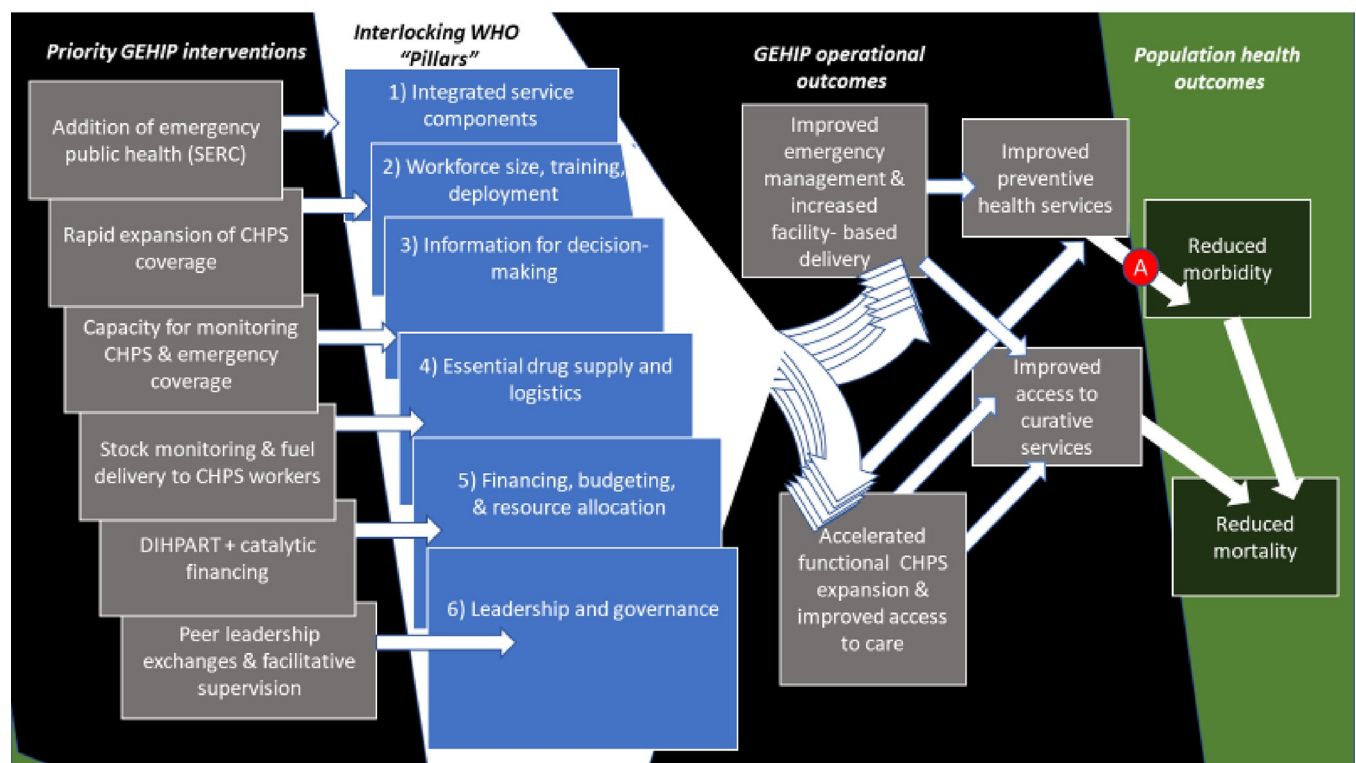 Priority GEHIP interventions
Interlocking WHO
“Pillars”
GEHIP operational
outcomes
Population health
outcomes
Addition of emergency
public health (SERC)
Rapid expansion of CHPS
coverage
Capacity for monitoring
CHPS & emergency
coverage
Stock monitoring & fuel
delivery to CHPS workers
DIHPART + catalytic
financing
Peer leadership
exchanges & facilitative
supervision
1) Integrated service
components
2) Workforce size, training,
deployment
3) Information for decision-
making
4) Essential drug supply and
logistics
5) Financing, budgeting,
& resource allocation
6) Leadership and governance
Improved
emergency
management &
increased
facility- based
delivery
Accelerated
functional CHPS
expansion &
improved access
to care
Improved
preventive
health services
Improved
access to
curative
services
A
Reduced
morbidity
Reduced
mortality